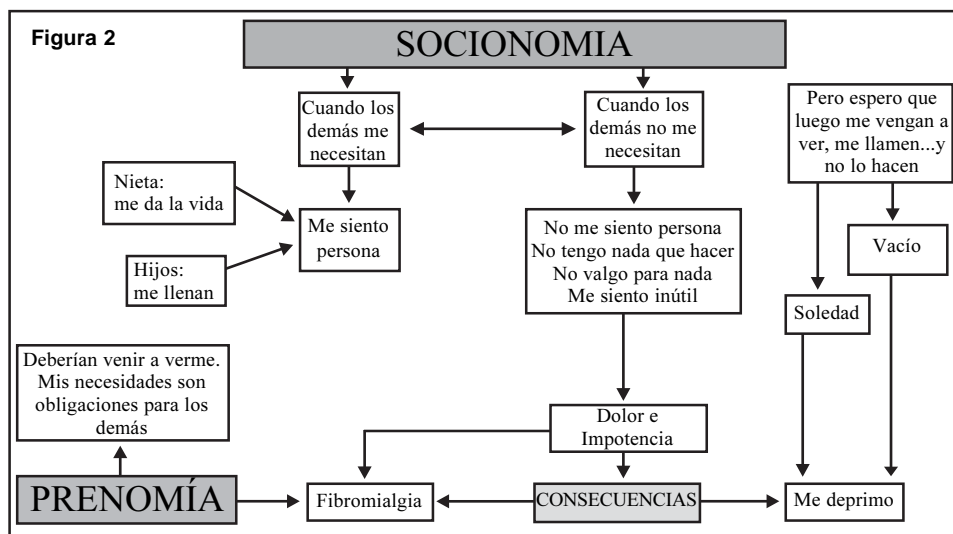 Figura 2
SOCIONOMIA
Cuando los
demás me
necesitan
Cuando los
demás no me
necesitan
Pero espero que
luego me vengan a
ver, me llamen...y
no lo hacen
Nieta:
me da la vida
Me siento
persona
Hijos:
me llenan
No me siento persona
No tengo nada que hacer
No valgo para nada
Me siento inútil
Vacío
Soledad
Deberían venir a verme.
Mis necesidades son
obligaciones para los
demás
Dolor e
Impotencia
PRENOMÍA
Fibromialgia
CONSECUENCIAS
Me deprimo